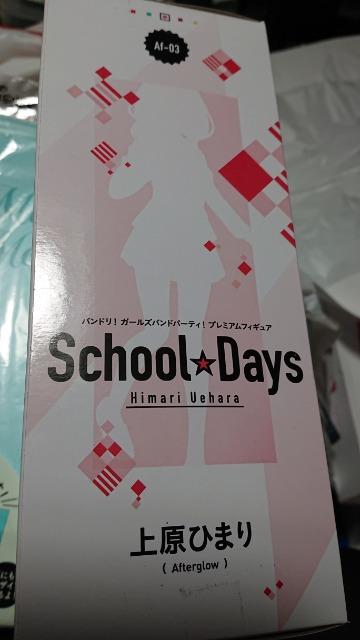 Af-03
バンドリ！ガールズバンドパーティ！プレミアムフィギュア
School★Days
Himari Uehara
上原ひまり
( Afterglow )